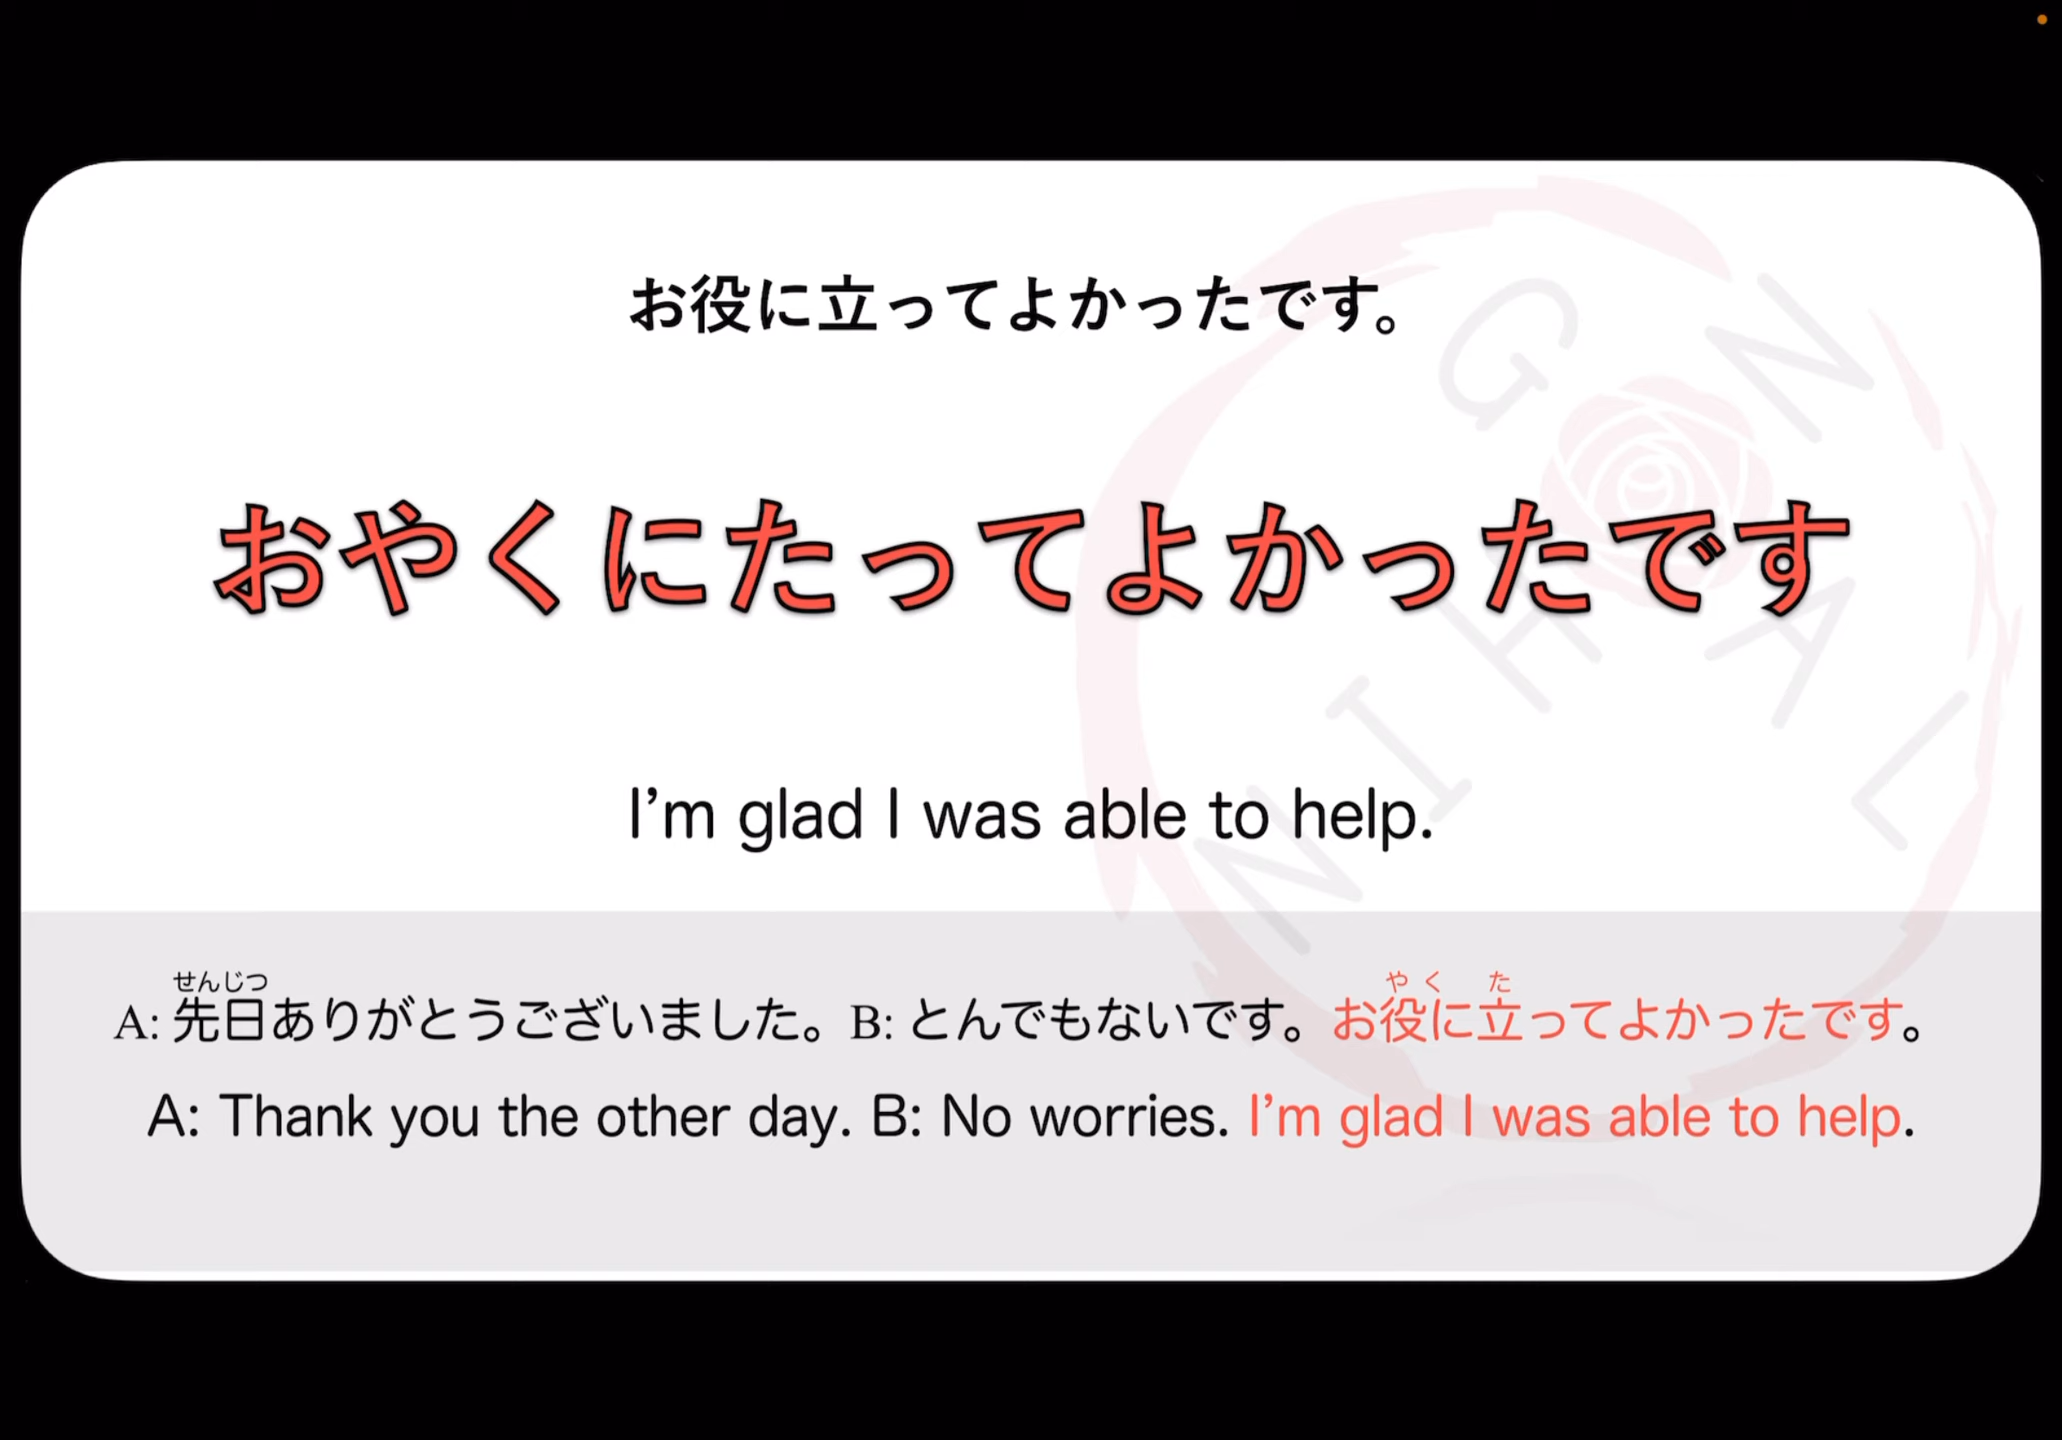 お役に立ってよかったです。
おやくにたってよかったです
I'm glad I was able to help.
せんじつ やく た
A: 先日ありがとうございました。B: とんでもないです。お役に立ってよかったです。
A: Thank you the other day. B: No worries. I'm glad I was able to help.
NIHONGONAL